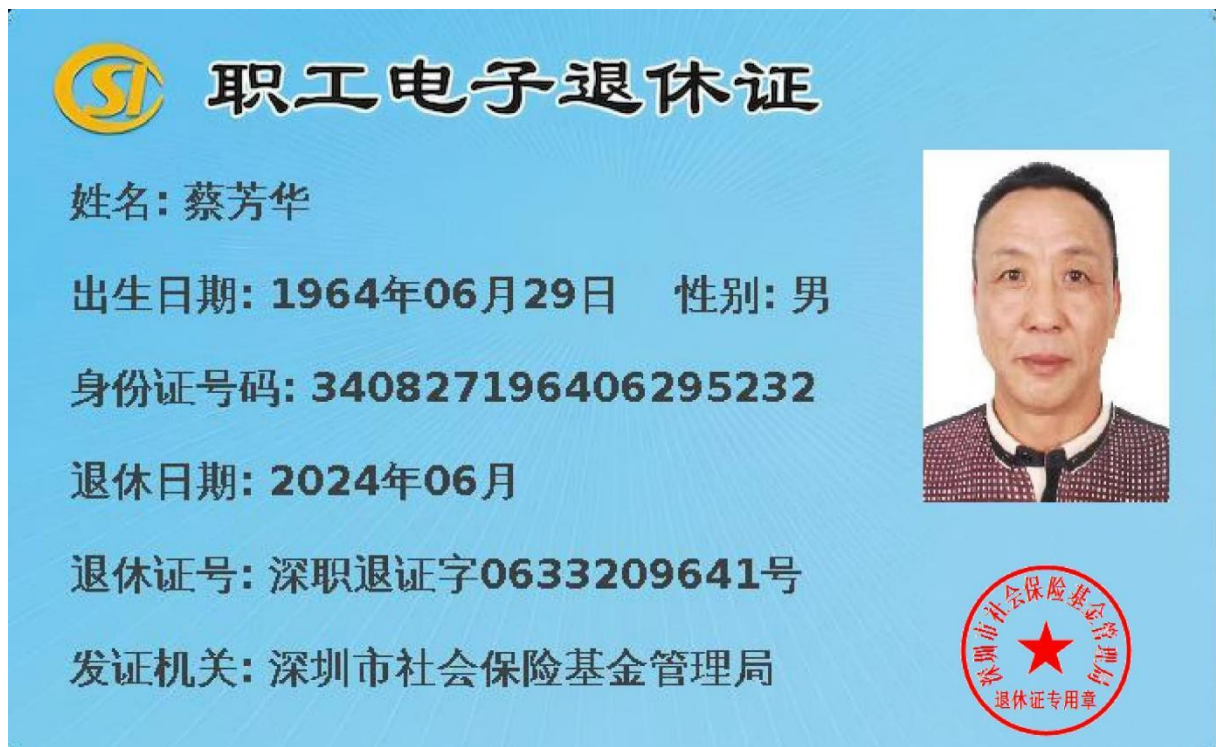 SI 职工电子退休证
姓名: 蔡芳华
出生日期: 1964年06月29日 性别: 男
身份证号码: 340827196406295232
退休日期: 2024年06月
退休证号: 深职退证字0633209641号
发证机关: 深圳市社会保险基金管理局
深圳市社会保险基金管理局
退休证专用章